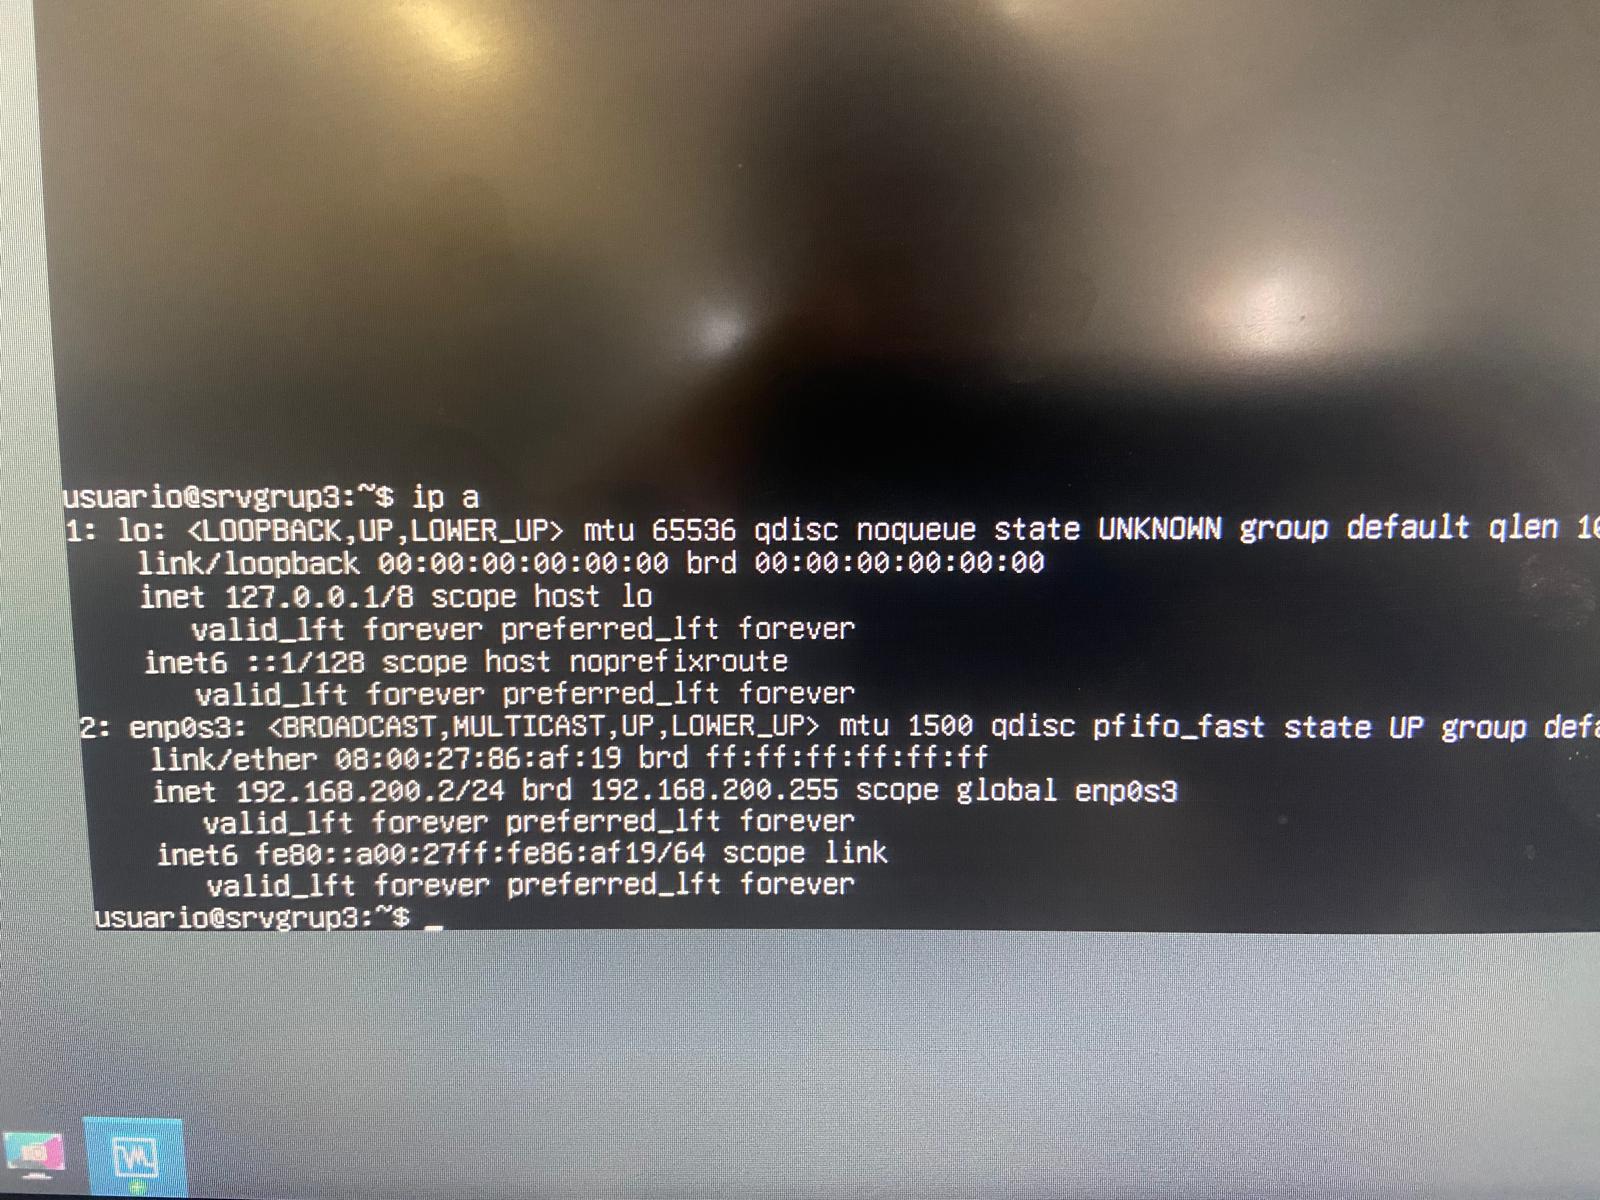 usuario@srvgrup3:~$ ip a
1: lo: <LOOPBACK,UP,LOWER_UP> mtu 65536 qdisc noqueue state UNKNOWN group default qlen
link/loopback 00:00:00:00:00:00 brd 00:00:00:00:00:00
inet 127.0.0.1/8 scope host lo
valid_lft forever preferred_lft forever
inet6 ::1/128 scope host noprefixroute
valid_lft forever preferred_lft forever
2: enp0s3: <BROADCAST,MULTICAST,UP,LOWER_UP> mtu 1500 qdisc pfifo_fast state UP group
link/ether 08:00:27:86:af:19 brd ff:ff:ff:ff:ff:ff
inet 192.168.200.2/24 brd 192.168.200.255 scope global enp0s3
valid_lft forever preferred_lft forever
inet6 fe80::a00:27ff:fe86:af19/64 scope link
valid_lft forever preferred_lft forever
usuario@srvgrup3:~$ _